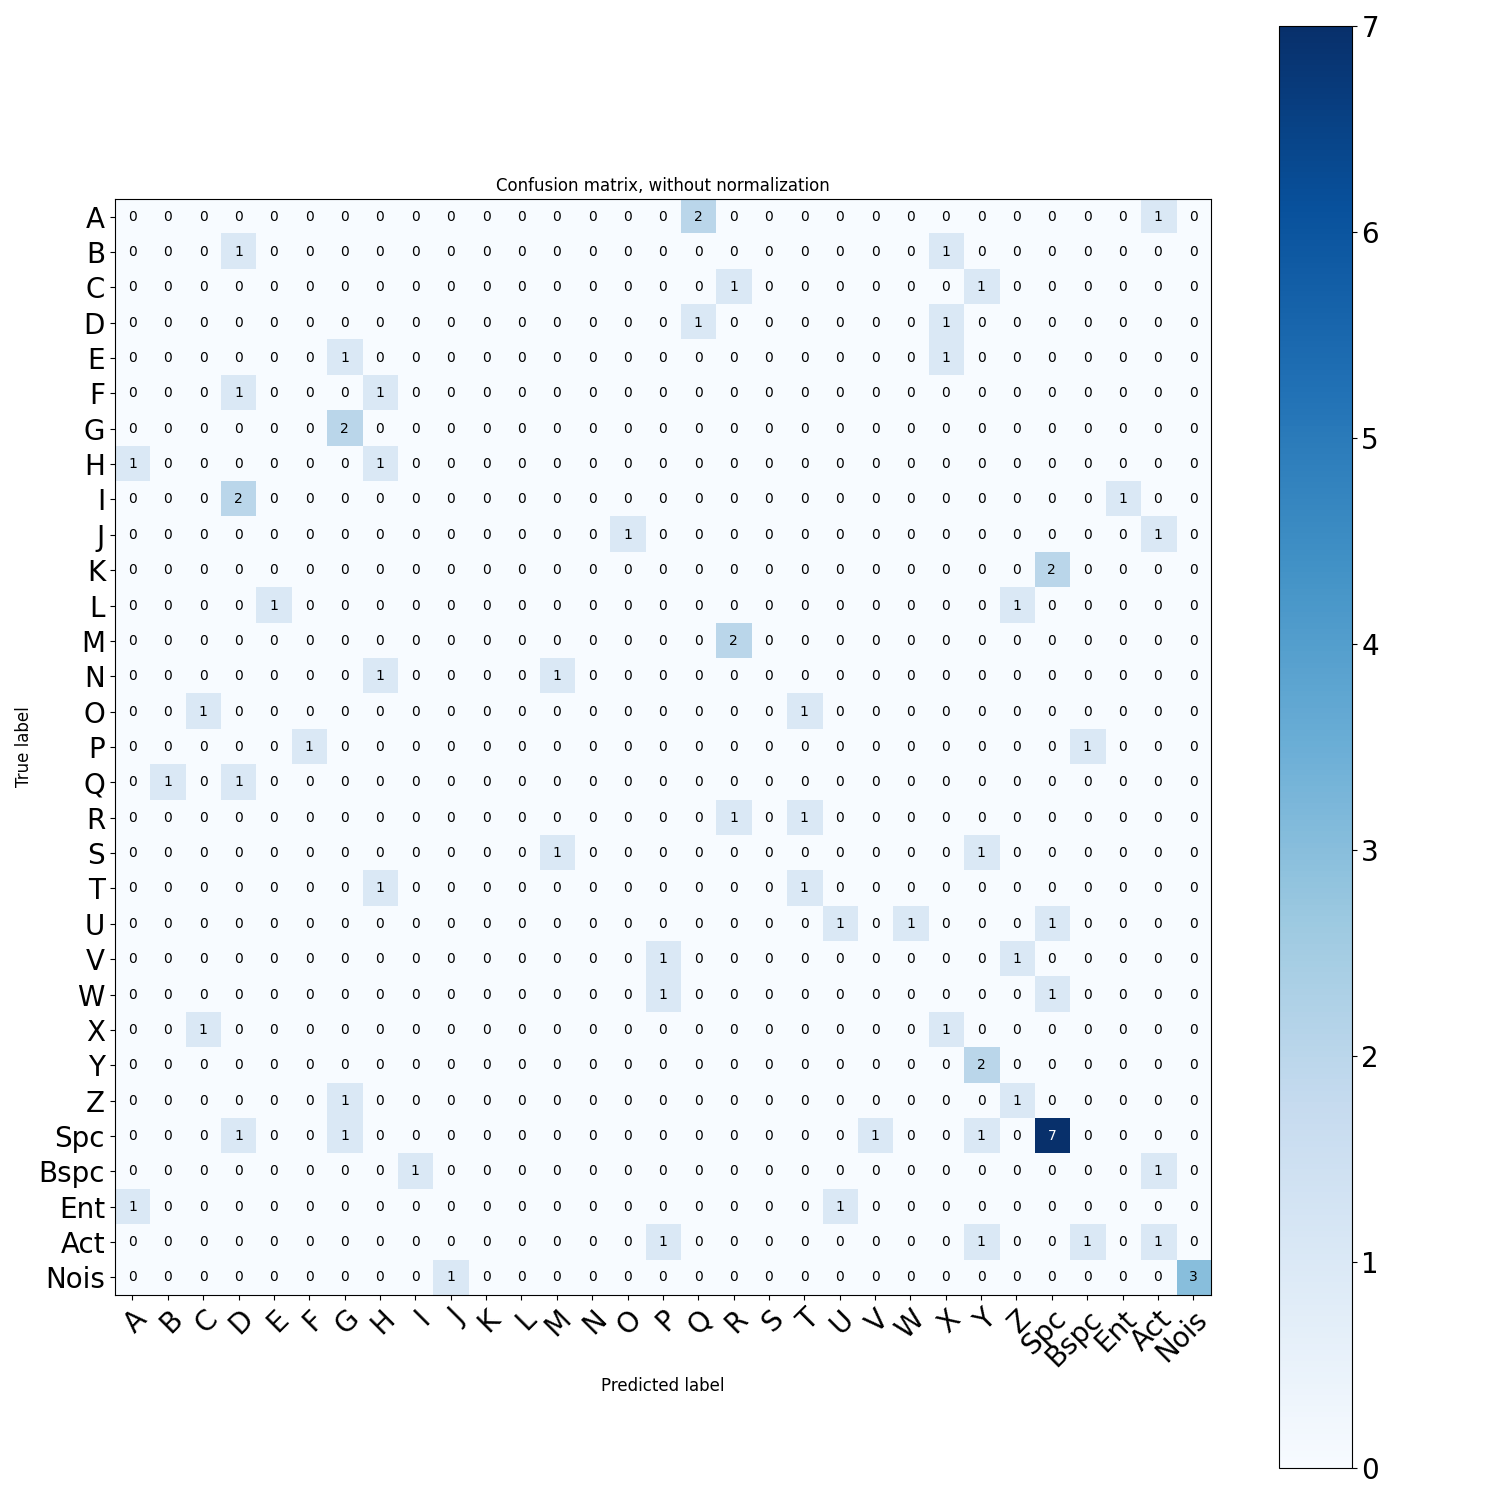 Confusion matrix, without normalization
A 0 0 0 0 0 0 0 0 0 0 0 0 0 0 0 0 2 0 0 0 0 0 0 0 0 0 0 0 0 1 0
B 0 0 0 1 0 0 0 0 0 0 0 0 0 0 0 0 0 0 0 0 0 0 0 1 0 0 0 0 0 0 0
C 0 0 0 0 0 0 0 0 0 0 0 0 0 0 0 0 0 1 0 0 0 0 0 0 1 0 0 0 0 0 0
D 0 0 0 0 0 0 0 0 0 0 0 0 0 0 0 0 1 0 0 0 0 0 0 1 0 0 0 0 0 0 0
E 0 0 0 0 0 0 1 0 0 0 0 0 0 0 0 0 0 0 0 0 0 0 0 1 0 0 0 0 0 0 0
F 0 0 0 1 0 0 0 1 0 0 0 0 0 0 0 0 0 0 0 0 0 0 0 0 0 0 0 0 0 0 0
G 0 0 0 0 0 0 2 0 0 0 0 0 0 0 0 0 0 0 0 0 0 0 0 0 0 0 0 0 0 0 0
H 1 0 0 0 0 0 0 1 0 0 0 0 0 0 0 0 0 0 0 0 0 0 0 0 0 0 0 0 0 0 0
I 0 0 0 2 0 0 0 0 0 0 0 0 0 0 0 0 0 0 0 0 0 0 0 0 0 0 0 0 1 0 0
J 0 0 0 0 0 0 0 0 0 0 0 0 0 0 1 0 0 0 0 0 0 0 0 0 0 0 0 0 0 1 0
K 0 0 0 0 0 0 0 0 0 0 0 0 0 0 0 0 0 0 0 0 0 0 0 0 0 0 2 0 0 0 0
L 0 0 0 0 1 0 0 0 0 0 0 0 0 0 0 0 0 0 0 0 0 0 0 0 0 1 0 0 0 0 0
M 0 0 0 0 0 0 0 0 0 0 0 0 0 0 0 0 0 2 0 0 0 0 0 0 0 0 0 0 0 0 0
N 0 0 0 0 0 0 0 1 0 0 0 0 1 0 0 0 0 0 0 0 0 0 0 0 0 0 0 0 0 0 0
O 0 0 1 0 0 0 0 0 0 0 0 0 0 0 0 0 0 0 0 1 0 0 0 0 0 0 0 0 0 0 0
P 0 0 0 0 0 1 0 0 0 0 0 0 0 0 0 0 0 0 0 0 0 0 0 0 0 0 0 1 0 0 0
Q 0 1 0 1 0 0 0 0 0 0 0 0 0 0 0 0 0 0 0 0 0 0 0 0 0 0 0 0 0 0 0
R 0 0 0 0 0 0 0 0 0 0 0 0 0 0 0 0 0 1 0 1 0 0 0 0 0 0 0 0 0 0 0
S 0 0 0 0 0 0 0 0 0 0 0 0 1 0 0 0 0 0 0 0 0 0 0 0 1 0 0 0 0 0 0
T 0 0 0 0 0 0 0 1 0 0 0 0 0 0 0 0 0 0 0 1 0 0 0 0 0 0 0 0 0 0 0
U 0 0 0 0 0 0 0 0 0 0 0 0 0 0 0 0 0 0 0 0 1 0 1 0 0 0 1 0 0 0 0
V 0 0 0 0 0 0 0 0 0 0 0 0 0 0 0 1 0 0 0 0 0 0 0 0 0 1 0 0 0 0 0
W 0 0 0 0 0 0 0 0 0 0 0 0 0 0 0 1 0 0 0 0 0 0 0 0 0 0 1 0 0 0 0
X 0 0 1 0 0 0 0 0 0 0 0 0 0 0 0 0 0 0 0 0 0 0 0 1 0 0 0 0 0 0 0
Y 0 0 0 0 0 0 0 0 0 0 0 0 0 0 0 0 0 0 0 0 0 0 0 0 2 0 0 0 0 0 0
Z 0 0 0 0 0 0 1 0 0 0 0 0 0 0 0 0 0 0 0 0 0 0 0 0 0 1 0 0 0 0 0
Spc 0 0 0 1 0 0 1 0 0 0 0 0 0 0 0 0 0 0 0 0 0 1 0 0 1 0 7 0 0 0 0
Bspc 0 0 0 0 0 0 0 0 1 0 0 0 0 0 0 0 0 0 0 0 0 0 0 0 0 0 0 0 0 1 0
Ent 1 0 0 0 0 0 0 0 0 0 0 0 0 0 0 0 0 0 0 0 1 0 0 0 0 0 0 0 0 0 0
Act 0 0 0 0 0 0 0 0 0 0 0 0 0 0 0 1 0 0 0 0 0 0 0 0 1 0 0 1 0 1 0
Nois 0 0 0 0 0 0 0 0 0 1 0 0 0 0 0 0 0 0 0 0 0 0 0 0 0 0 0 0 0 0 3
A B C D E F G H I J K L M N O P Q R S T U V W X Y Z Spc Bspc Ent Act Nois
Predicted label
True label
7
6
5
4
3
2
1
0